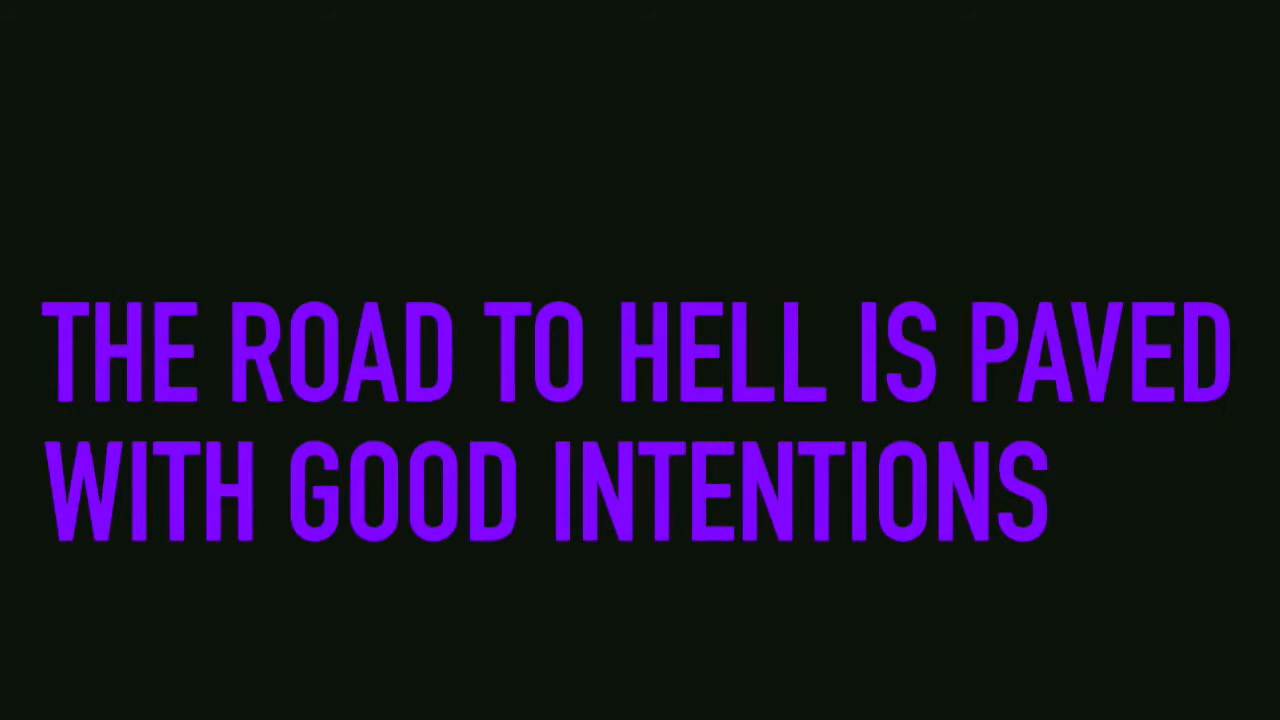 THE ROAD TO HELL IS PAVED
WITH GOOD INTENTIONS